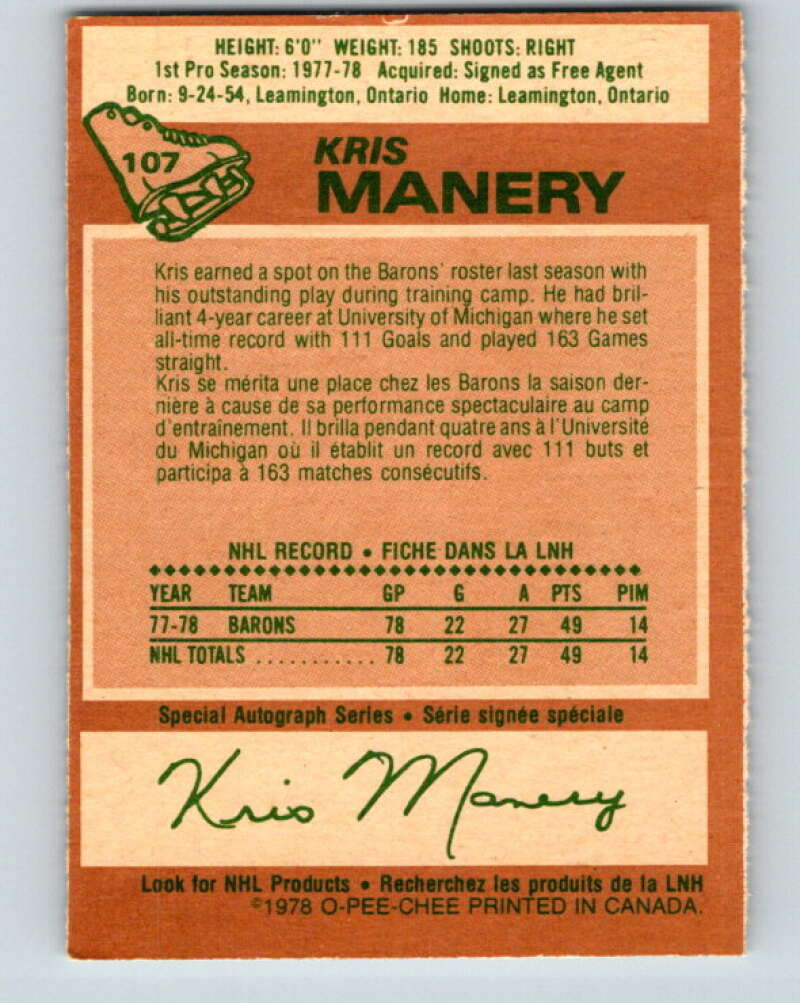 HEIGHT: 6'0" WEIGHT: 185 SHOOTS: RIGHT
1st Pro Season: 1977-78 Acquired: Signed as Free Agent
Born: 9-24-54, Leamington, Ontario Home: Leamington, Ontario
107
KRIS
MANERY
Kris earned a spot on the Barons' roster last season with
his outstanding play during training camp. He had bril-
liant 4-year career at University of Michigan where he set
all-time record with 111 Goals and played 163 Games
straight.
Kris se mérita une place chez les Barons la saison der-
nière à cause de sa performance spectaculaire au camp
d'entraînement. Il brilla pendant quatre ans à l'Université
du Michigan où il établit un record avec 111 buts et
participa à 163 matches consécutifs.
NHL RECORD • FICHE DANS LA LNH
YEAR TEAM GP G A PTS PIM
77-78 BARONS 78 22 27 49 14
NHL TOTALS ........... 78 22 27 49 14
Special Autograph Series • Série signée spéciale
Kris Manery
Look for NHL Products • Recherchez les produits de la LNH
©1978 O-PEE-CHEE PRINTED IN CANADA.